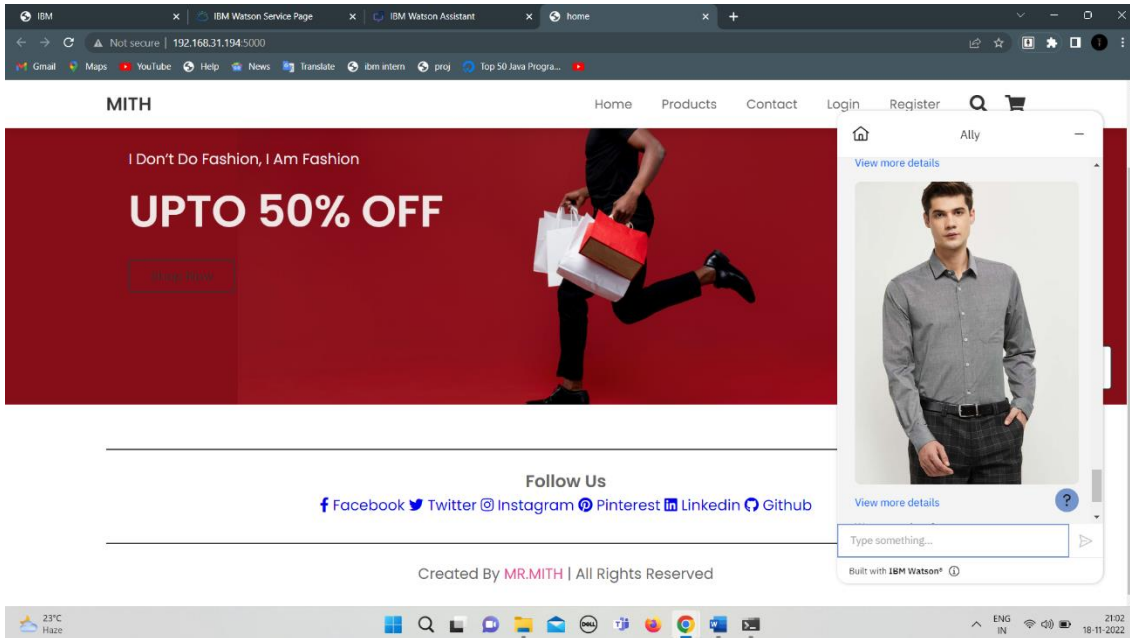 IBM
IBM Watson Service Page
IBM Watson Assistant
home
Not secure | 192.168.31.194:5000
Gmail Maps YouTube Help News Translate ibm intern proj Top 50 Java Progra...
MITH
Home Products Contact Login Register
I Don't Do Fashion, I Am Fashion
UPTO 50% OFF
Shop Now
Ally
View more details
View more details
?
Type something...
Built with IBM Watson®
Follow Us
Facebook Twitter Instagram Pinterest Linkedin Github
Created By MR.MITH | All Rights Reserved
23°C
Haze
DELL
ENG
IN
21:02
18-11-2022